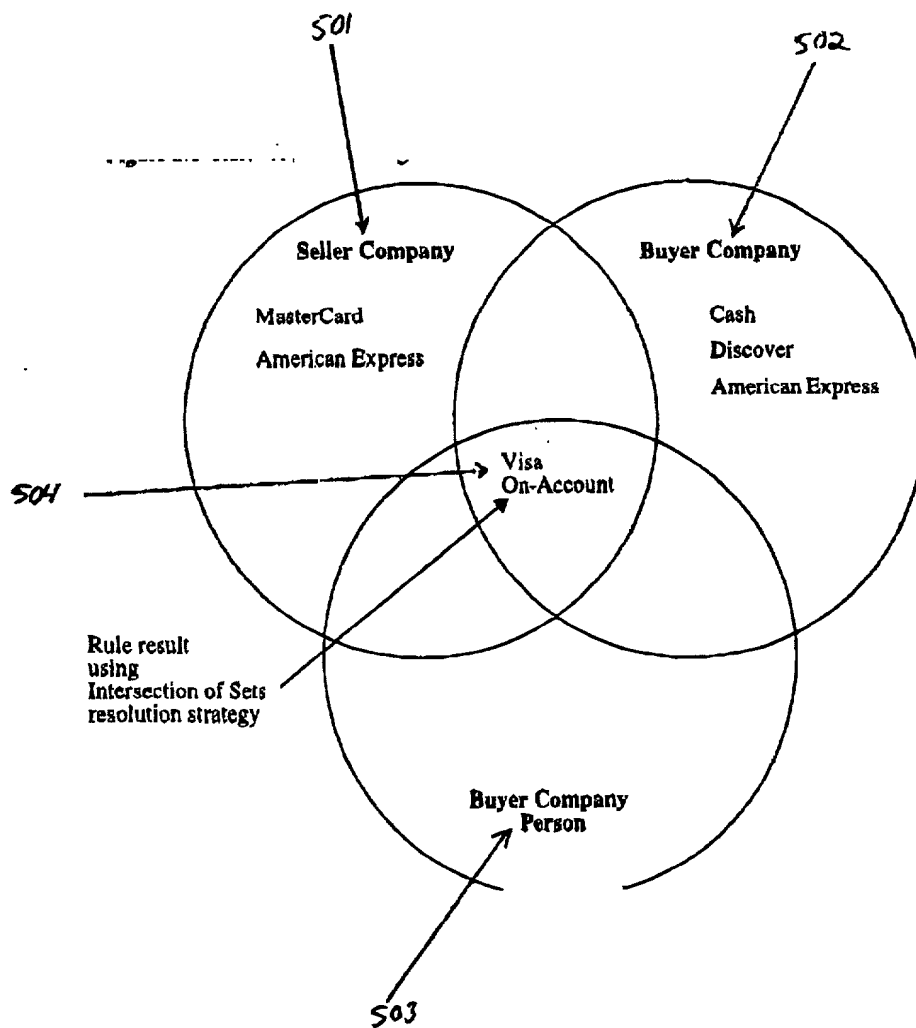 501
502
Seller Company
Buyer Company
MasterCard
American Express
Cash
Discover
American Express
504
Visa
On-Account
Rule result
using
Intersection of Sets
resolution strategy
Buyer Company
Person
503